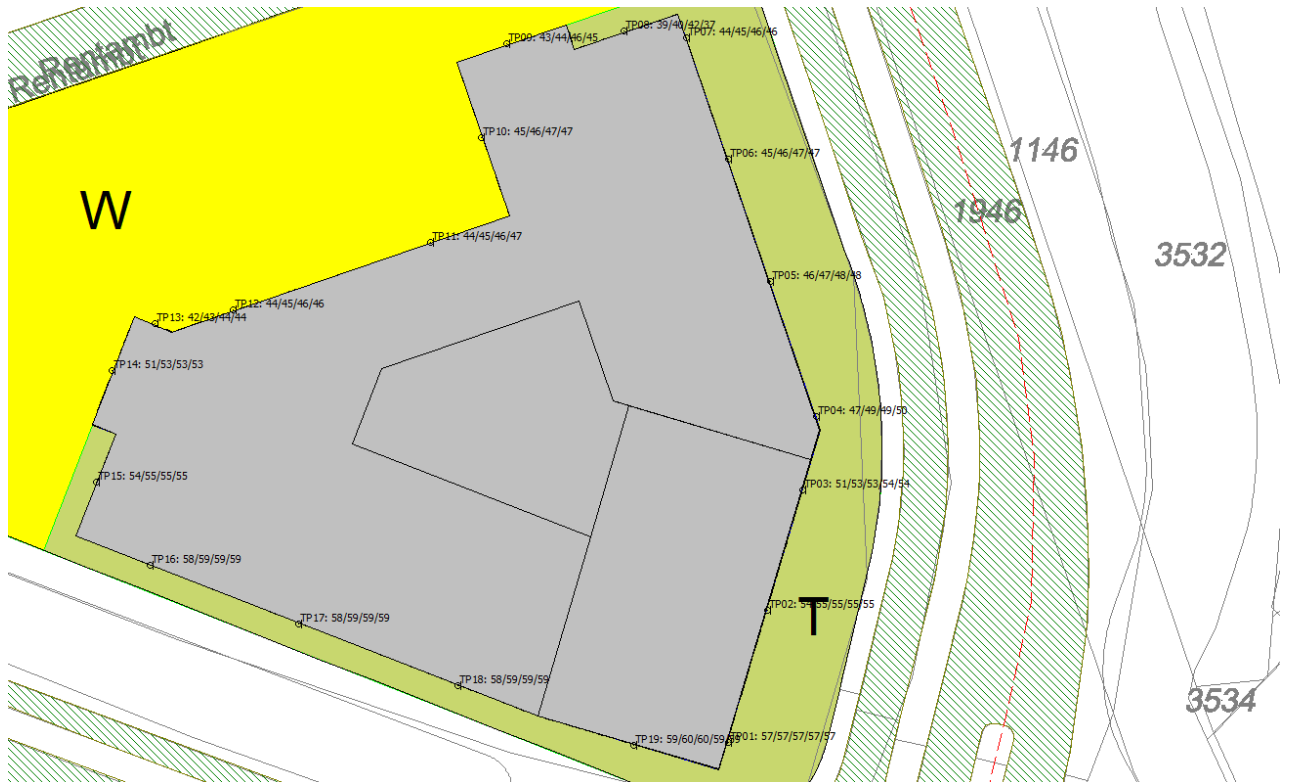 TP08: 39/40/42/37
TP07: 44/45/46/46
TP09: 43/44/46/45
Rentambt
Rentambt
TP10: 45/46/47/47
1146
TP06: 45/46/47/47
W
1946
TP11: 44/45/46/47
3532
TP05: 46/47/48/48
TP12: 44/45/46/46
TP13: 42/43/44/44
TP14: 51/53/53/53
TP04: 47/49/49/50
TP15: 54/55/55/55
TP03: 51/53/53/54/54
TP16: 58/59/59/59
TP02: 54/55/55/55/55
T
TP17: 58/59/59/59
TP18: 58/59/59/59
3534
TP01: 57/57/57/57/57
TP19: 59/60/60/59